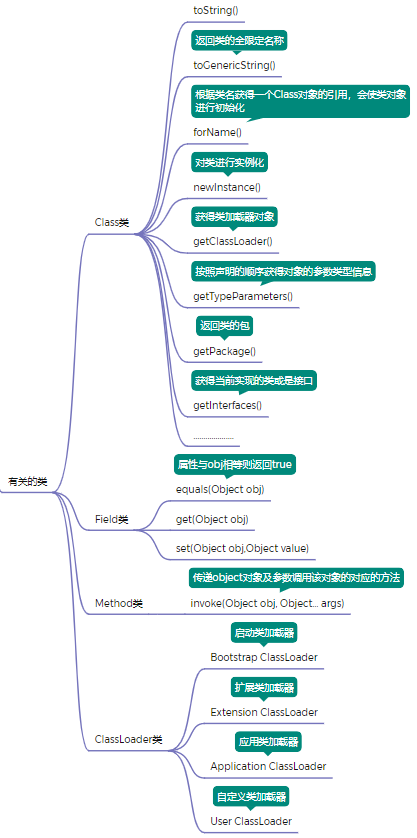 toString()
返回类的全限定名称
toGenericString()
根据类名获得一个Class对象的引用，会使类对象
进行初始化
forName()
对类进行实例化
newInstance()
Class类
获得类加载器对象
getClassLoader()
按照声明的顺序获得对象的参数类型信息
getTypeParameters()
返回类的包
getPackage()
获得当前实现的类或是接口
getInterfaces()
....................
有关的类
属性与obj相等则返回true
equals(Object obj)
Field类
get(Object obj)
set(Object obj,Object value)
传递object对象及参数调用该对象的对应的方法
Method类
invoke(Object obj, Object... args)
启动类加载器
Bootstrap ClassLoader
扩展类加载器
Extension ClassLoader
ClassLoader类
应用类加载器
Application ClassLoader
自定义类加载器
User ClassLoader